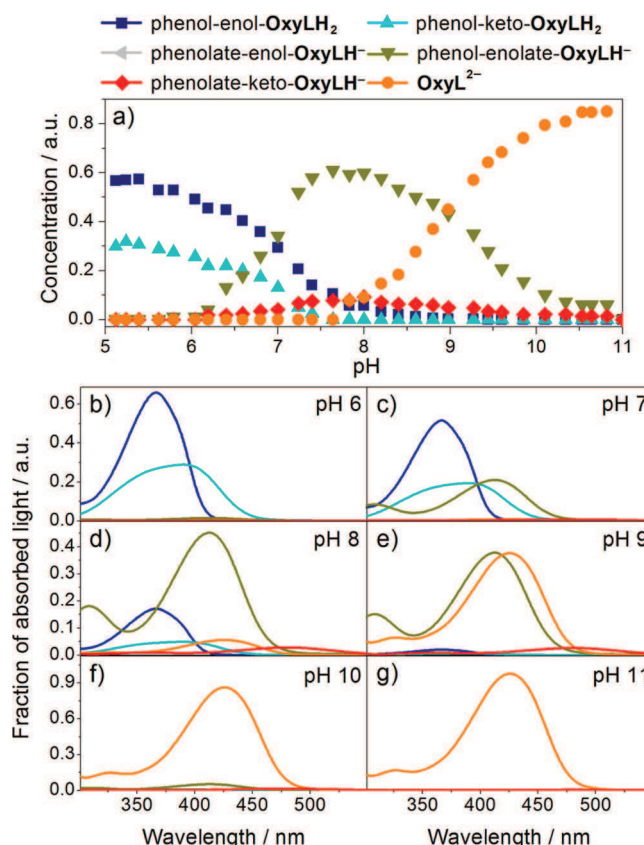 phenol-enol-OxyLH₂ phenol-keto-OxyLH₂
phenolate-enol-OxyLH⁻ phenol-enolate-OxyLH⁻
phenolate-keto-OxyLH⁻ OxyL²⁻
a)
Concentration / a.u.
0.8
0.4
0.0
5 6 7 8 9 10 11
pH
Fraction of absorbed light / a.u.
b) pH 6 c) pH 7
0.6
0.4
0.2
0.0
d) pH 8 e) pH 9
0.4
0.3
0.2
0.1
0.0
f) pH 10 g) pH 11
0.9
0.6
0.3
0.0
350 400 450 500 350 400 450 500
Wavelength / nm Wavelength / nm